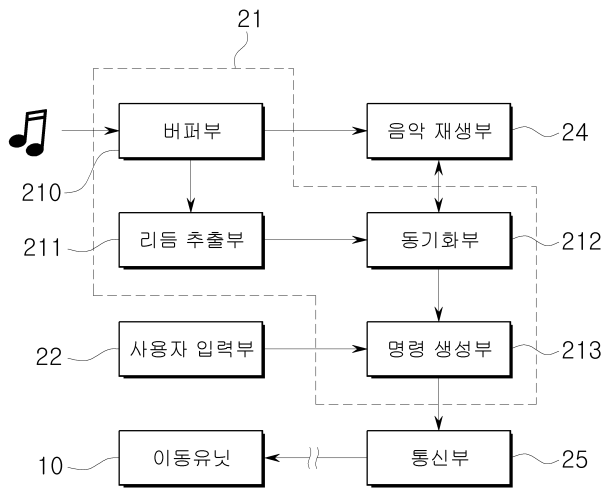 21
버퍼부
음악 재생부
24
210
리듬 추출부
동기화부
211
212
사용자 입력부
명령 생성부
22
213
이동유닛
통신부
10
25